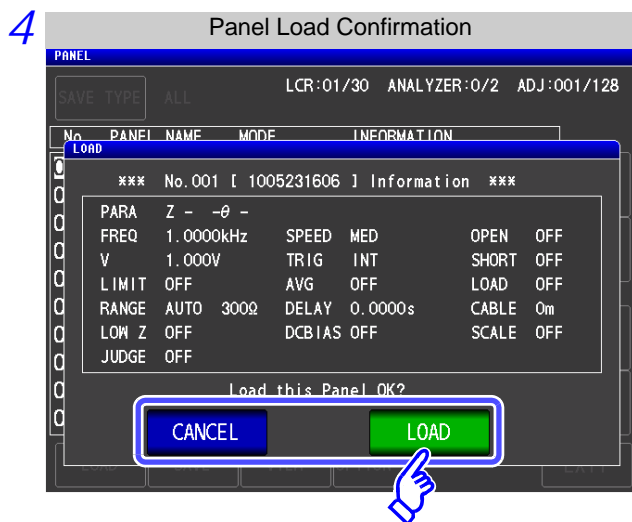 4 Panel Load Confirmation
PANEL
SAVE TYPE ALL LCR:01/30 ANALYZER:0/2 ADJ:001/128
No. PANEL NAME MODE INFORMATION
LOAD
*** No.001 [ 1005231606 ] Information ***
PARA Z - -θ -
FREQ 1.0000kHz SPEED MED OPEN OFF
V 1.000V TRIG INT SHORT OFF
LIMIT OFF AVG OFF LOAD OFF
RANGE AUTO 300Ω DELAY 0.0000s CABLE 0m
LOW Z OFF DCBIAS OFF SCALE OFF
JUDGE OFF
Load this Panel OK?
CANCEL LOAD
EXIT